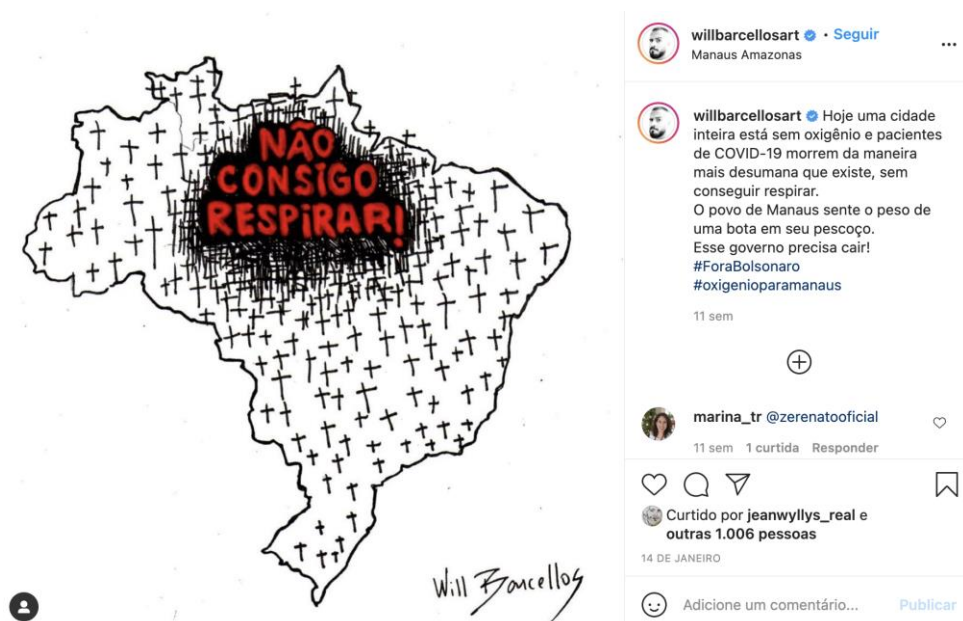 NÃO
CONSIGO
RESPIRAR!
Will Barcellos
willbarcellosart • Seguir
Manaus Amazonas
willbarcellosart Hoje uma cidade
inteira está sem oxigênio e pacientes
de COVID-19 morrem da maneira
mais desumana que existe, sem
conseguir respirar.
O povo de Manaus sente o peso de
uma bota em seu pescoço.
Esse governo precisa cair!
#ForaBolsonaro
#oxigenioparamanaus
11 sem
marina_tr @zerenatooficial
11 sem 1 curtida Responder
Curtido por jeanwyllys_real e
outras 1.006 pessoas
14 DE JANEIRO
Adicione um comentário... Publicar